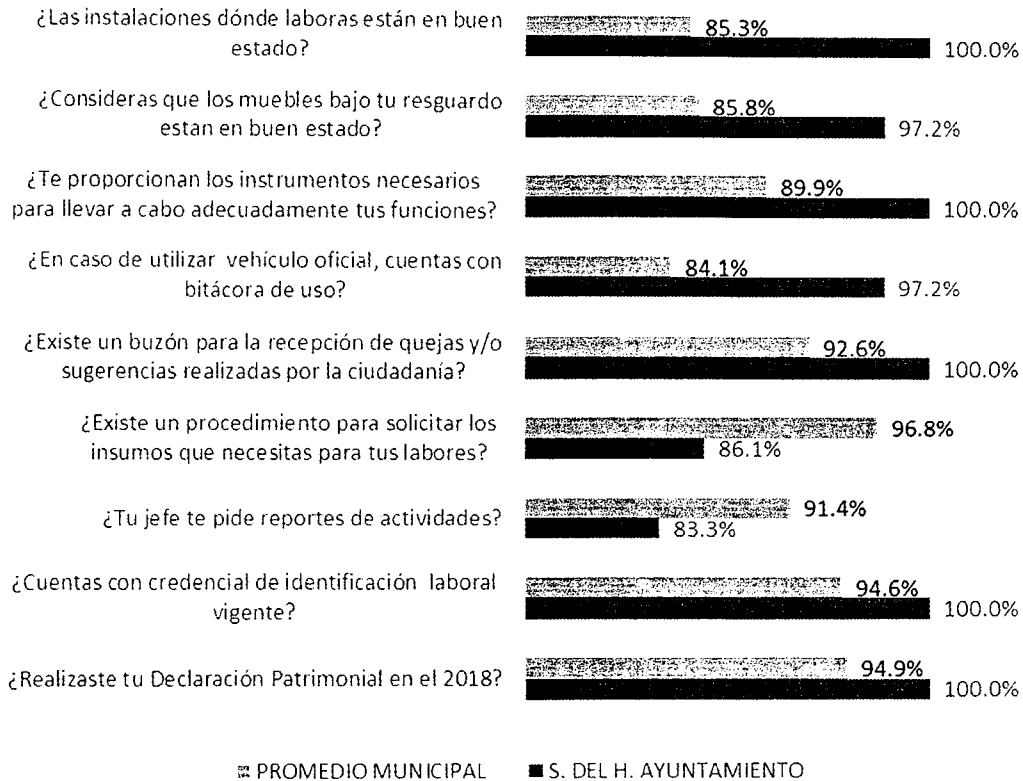 ¿Las instalaciones dónde laboras están en buen
estado?
85.3%
100.0%
¿Consideras que los muebles bajo tu resguardo
estan en buen estado?
85.8%
97.2%
¿Te proporcionan los instrumentos necesarios
para llevar a cabo adecuadamente tus funciones?
89.9%
100.0%
¿En caso de utilizar vehículo oficial, cuentas con
bitácora de uso?
84.1%
97.2%
¿Existe un buzón para la recepción de quejas y/o
sugerencias realizadas por la ciudadanía?
92.6%
100.0%
¿Existe un procedimiento para solicitar los
insumos que necesitas para tus labores?
96.8%
86.1%
¿Tu jefe te pide reportes de actividades?
91.4%
83.3%
¿Cuentas con credencial de identificación laboral
vigente?
94.6%
100.0%
¿Realizaste tu Declaración Patrimonial en el 2018?
94.9%
100.0%
PROMEDIO MUNICIPAL S. DEL H. AYUNTAMIENTO